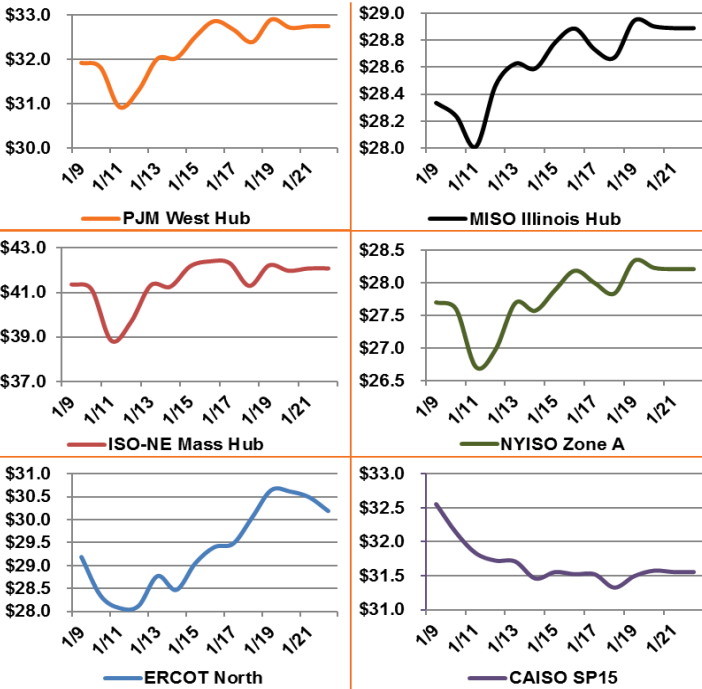 $33.0
$32.0
$31.0
$30.0
1/9 1/11 1/13 1/15 1/17 1/19 1/21
PJM West Hub
$29.0
$28.8
$28.6
$28.4
$28.2
$28.0
1/9 1/11 1/13 1/15 1/17 1/19 1/21
MISO Illinois Hub
$43.0
$41.0
$39.0
$37.0
1/9 1/11 1/13 1/15 1/17 1/19 1/21
ISO-NE Mass Hub
$28.5
$28.0
$27.5
$27.0
$26.5
1/9 1/11 1/13 1/15 1/17 1/19 1/21
NYISO Zone A
$31.0
$30.5
$30.0
$29.5
$29.0
$28.5
$28.0
1/9 1/11 1/13 1/15 1/17 1/19 1/21
ERCOT North
$33.0
$32.5
$32.0
$31.5
$31.0
1/9 1/11 1/13 1/15 1/17 1/19 1/21
CAISO SP15